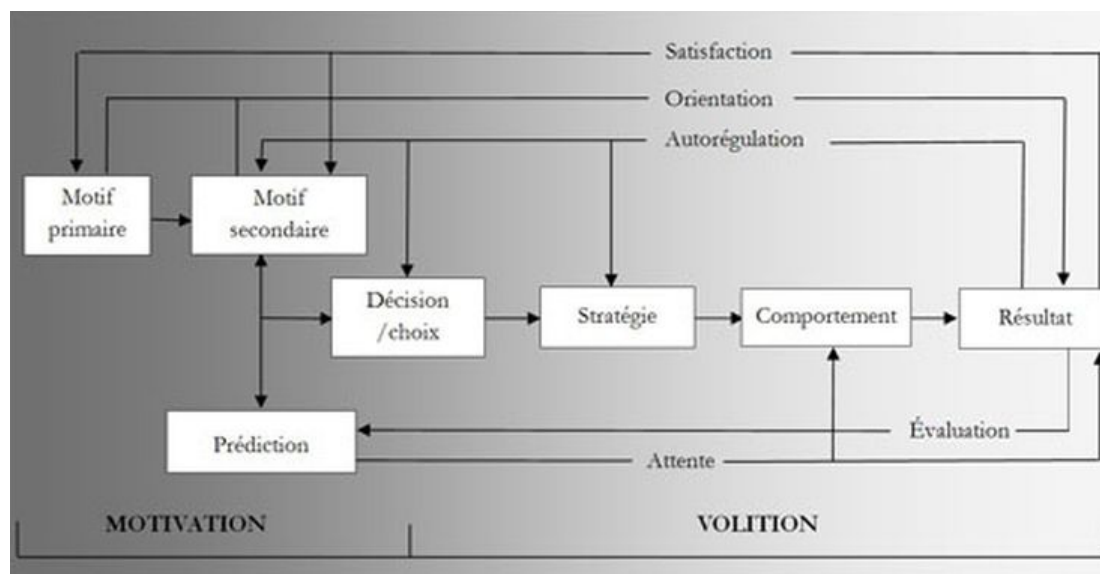 Satisfaction
Orientation
Autorégulation
Motif
primaire
Motif
secondaire
Décision
/choix
Stratégie
Comportement
Résultat
Prédiction
Évaluation
Attente
MOTIVATION
VOLITION